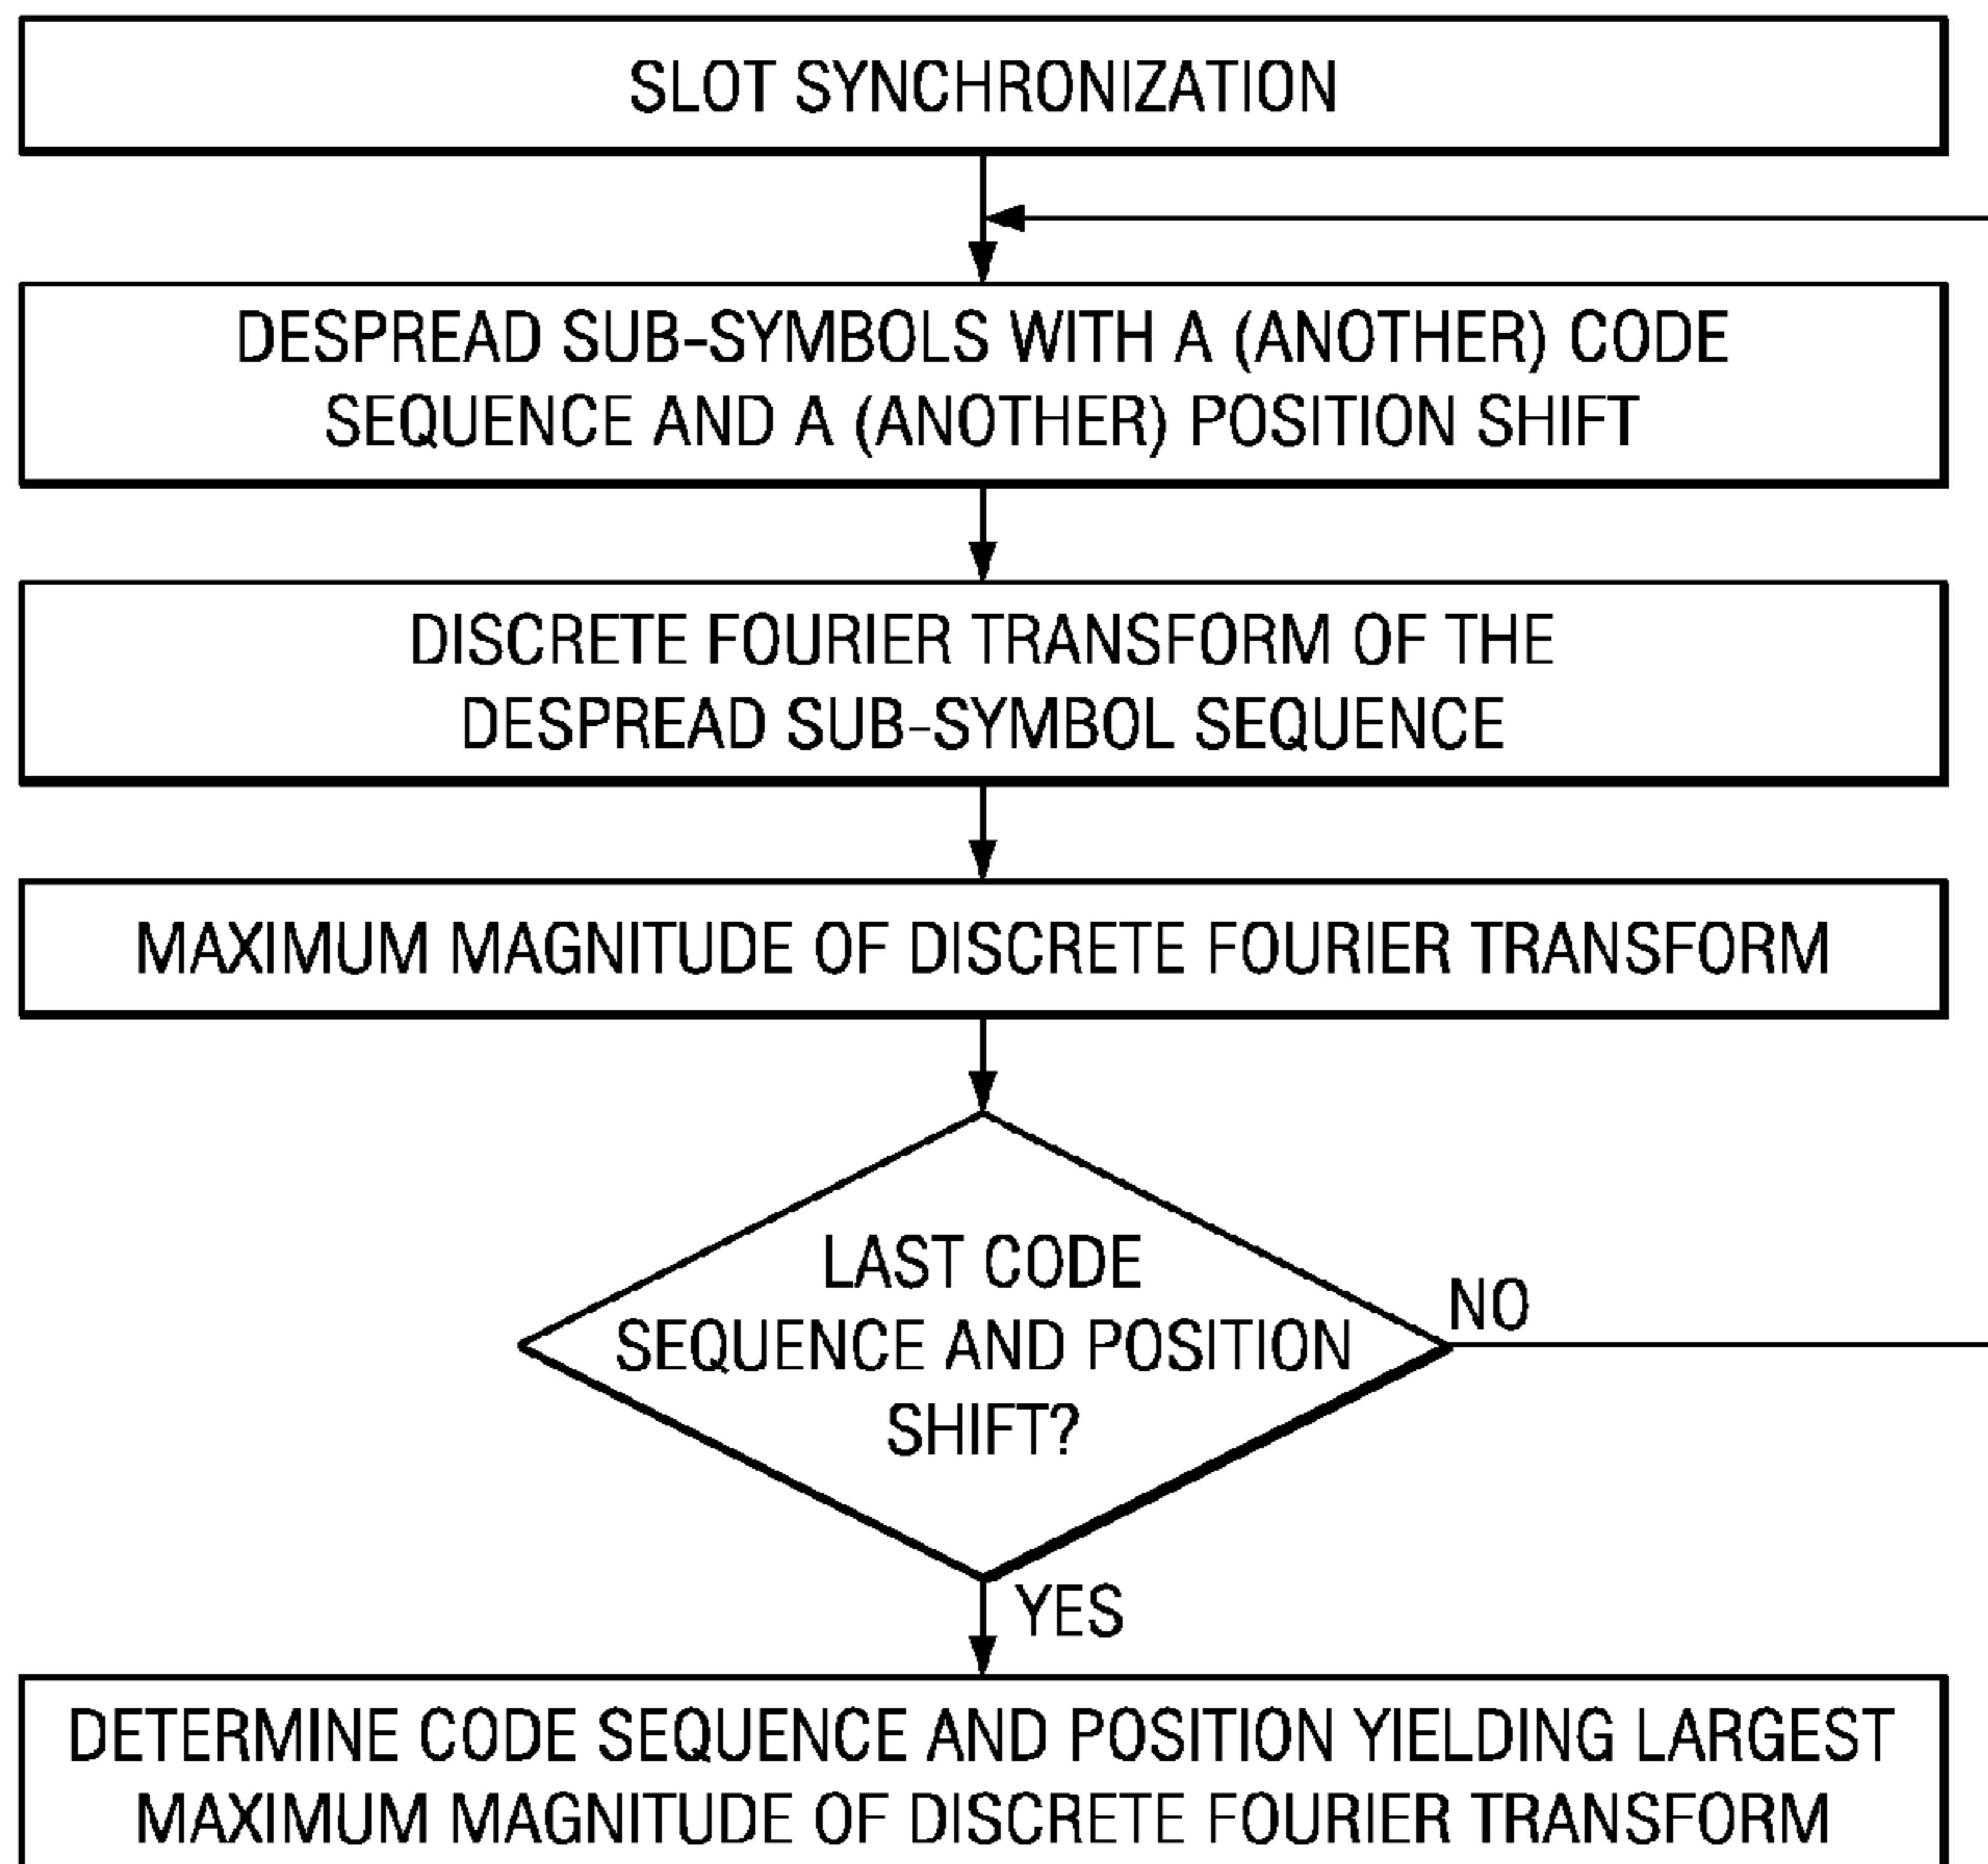 SLOT SYNCHRONIZATION
DESPREAD SUB-SYMBOLS WITH A (ANOTHER) CODE
SEQUENCE AND A (ANOTHER) POSITION SHIFT
DISCRETE FOURIER TRANSFORM OF THE
DESPREAD SUB-SYMBOL SEQUENCE
MAXIMUM MAGNITUDE OF DISCRETE FOURIER TRANSFORM
LAST CODE
SEQUENCE AND POSITION
SHIFT?
NO
YES
DETERMINE CODE SEQUENCE AND POSITION YIELDING LARGEST
MAXIMUM MAGNITUDE OF DISCRETE FOURIER TRANSFORM